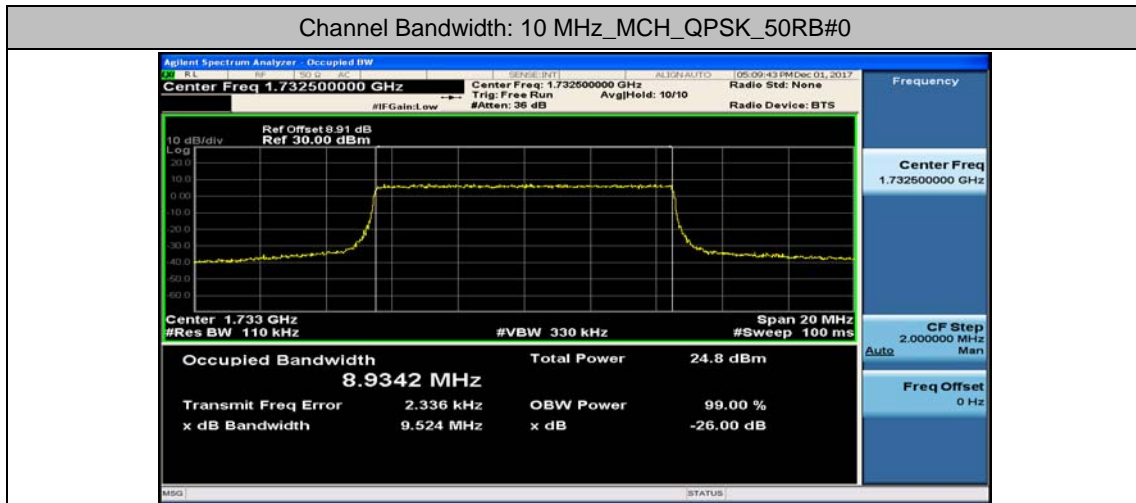 Channel Bandwidth: 10 MHz_MCH_QPSK_50RB#0
Agilent Spectrum Analyzer - Occupied BW
LXI RL RF 50 Ω AC SENSE:INT ALIGN AUTO 05:09:43 PM Dec 01, 2017
Center Freq 1.732500000 GHz
Center Freq: 1.732500000 GHz Radio Std: None
Trig: Free Run Avg|Hold: 10/10
#IFGain:Low #Atten: 36 dB Radio Device: BTS
Ref Offset 8.91 dB
10 dB/div Ref 30.00 dBm
Log
20.0
10.0
0.00
-10.0
-20.0
-30.0
-40.0
-50.0
-60.0
Center 1.733 GHz Span 20 MHz
#Res BW 110 kHz #VBW 330 kHz #Sweep 100 ms
Occupied Bandwidth Total Power 24.8 dBm
8.9342 MHz
Transmit Freq Error 2.336 kHz OBW Power 99.00 %
x dB Bandwidth 9.524 MHz x dB -26.00 dB
MSG STATUS
Frequency
Center Freq
1.732500000 GHz
CF Step
2.000000 MHz
Auto Man
Freq Offset
0 Hz